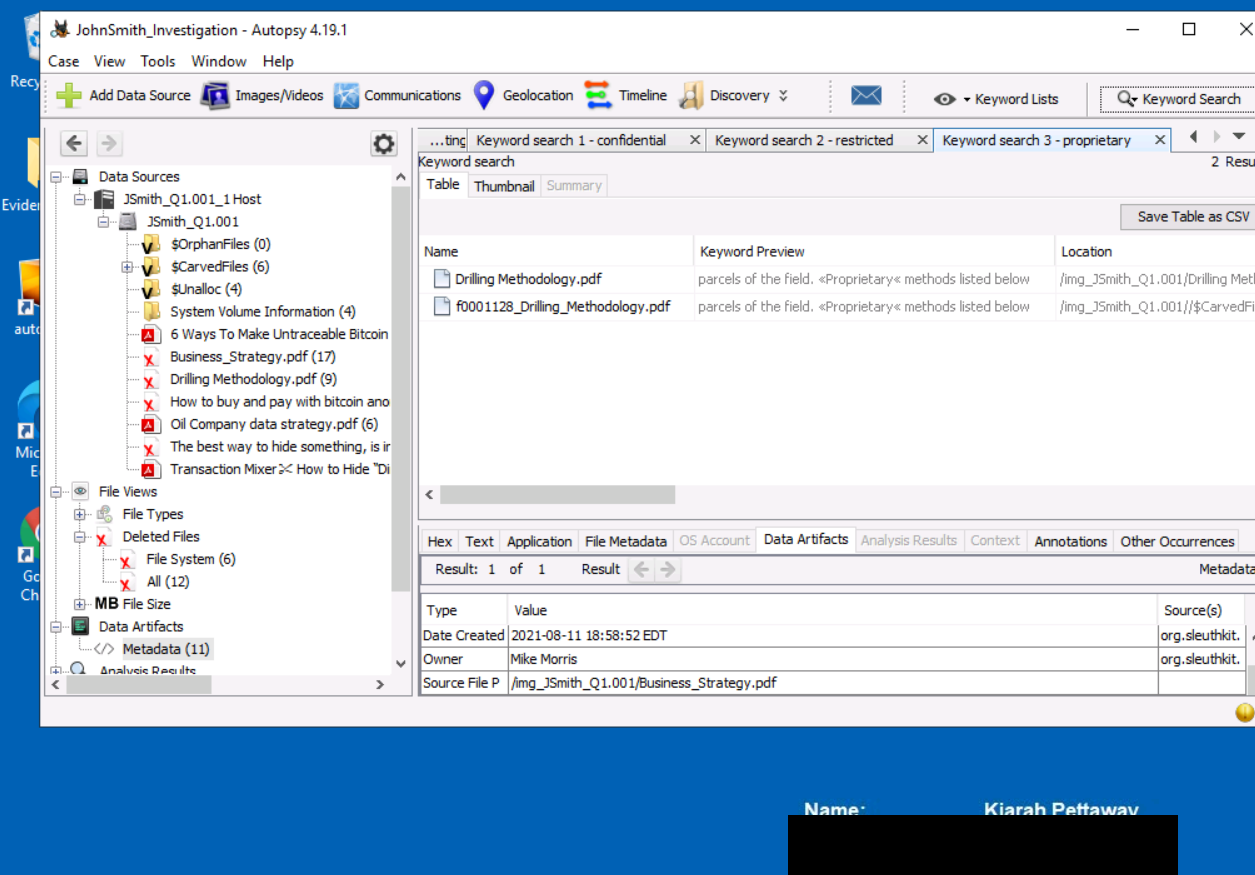 JohnSmith_Investigation - Autopsy 4.19.1
Case View Tools Window Help
Add Data Source Images/Videos Communications Geolocation Timeline Discovery Keyword Lists Keyword Search
...ting Keyword search 1 - confidential Keyword search 2 - restricted Keyword search 3 - proprietary
Keyword search
2 Resu
Table Thumbnail Summary
Save Table as CSV
Name Keyword Preview Location
Drilling Methodology.pdf parcels of the field. «Proprietary« methods listed below /img_JSmith_Q1.001/Drilling Met
f0001128_Drilling_Methodology.pdf parcels of the field. «Proprietary« methods listed below /img_JSmith_Q1.001//$CarvedFi
Data Sources
JSmith_Q1.001_1 Host
JSmith_Q1.001
$OrphanFiles (0)
$CarvedFiles (6)
$Unalloc (4)
System Volume Information (4)
6 Ways To Make Untraceable Bitcoin
Business_Strategy.pdf (17)
Drilling Methodology.pdf (9)
How to buy and pay with bitcoin ano
Oil Company data strategy.pdf (6)
The best way to hide something, is ir
Transaction Mixer✂ How to Hide "Di
File Views
File Types
Deleted Files
File System (6)
All (12)
MB File Size
Data Artifacts
Metadata (11)
Analysis Results
Hex Text Application File Metadata OS Account Data Artifacts Analysis Results Context Annotations Other Occurrences
Result: 1 of 1 Result Metadata
Type Value Source(s)
Date Created 2021-08-11 18:58:52 EDT org.sleuthkit.
Owner Mike Morris org.sleuthkit.
Source File P /img_JSmith_Q1.001/Business_Strategy.pdf
Recy
Evider
auto
Mic
E
Go
Ch
Name: Kiarah Pettaway